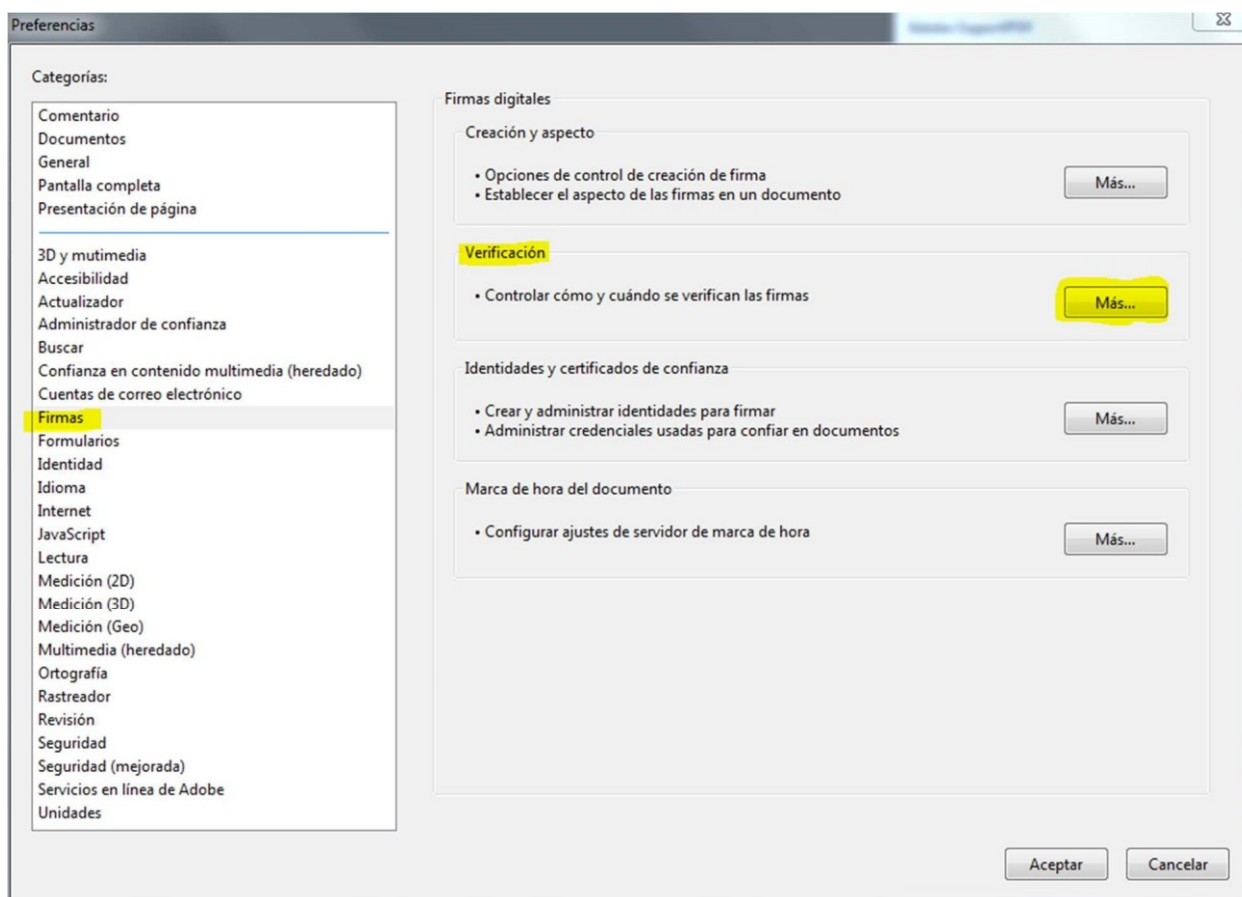 Preferencias
Categorías:
Comentario
Documentos
General
Pantalla completa
Presentación de página
3D y mutimedia
Accesibilidad
Actualizador
Administrador de confianza
Buscar
Confianza en contenido multimedia (heredado)
Cuentas de correo electrónico
Firmas
Formularios
Identidad
Idioma
Internet
JavaScript
Lectura
Medición (2D)
Medición (3D)
Medición (Geo)
Multimedia (heredado)
Ortografía
Rastreador
Revisión
Seguridad
Seguridad (mejorada)
Servicios en línea de Adobe
Unidades
Firmas digitales
Creación y aspecto
• Opciones de control de creación de firma
• Establecer el aspecto de las firmas en un documento
Más...
Verificación
• Controlar cómo y cuándo se verifican las firmas
Más...
Identidades y certificados de confianza
• Crear y administrar identidades para firmar
• Administrar credenciales usadas para confiar en documentos
Más...
Marca de hora del documento
• Configurar ajustes de servidor de marca de hora
Más...
Aceptar
Cancelar